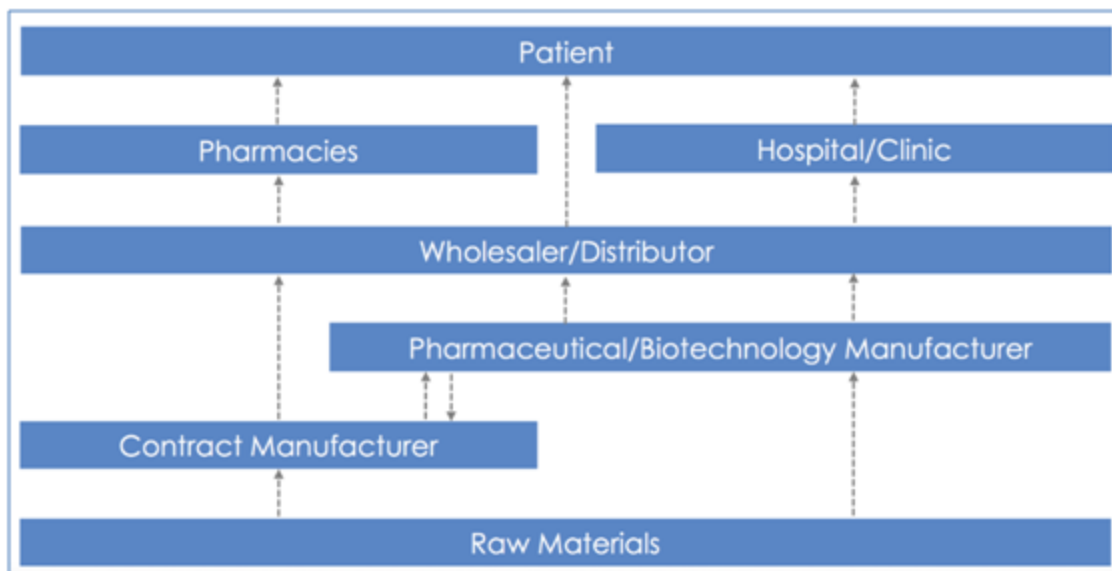 Patient
Pharmacies
Hospital/Clinic
Wholesaler/Distributor
Pharmaceutical/Biotechnology Manufacturer
Contract Manufacturer
Raw Materials